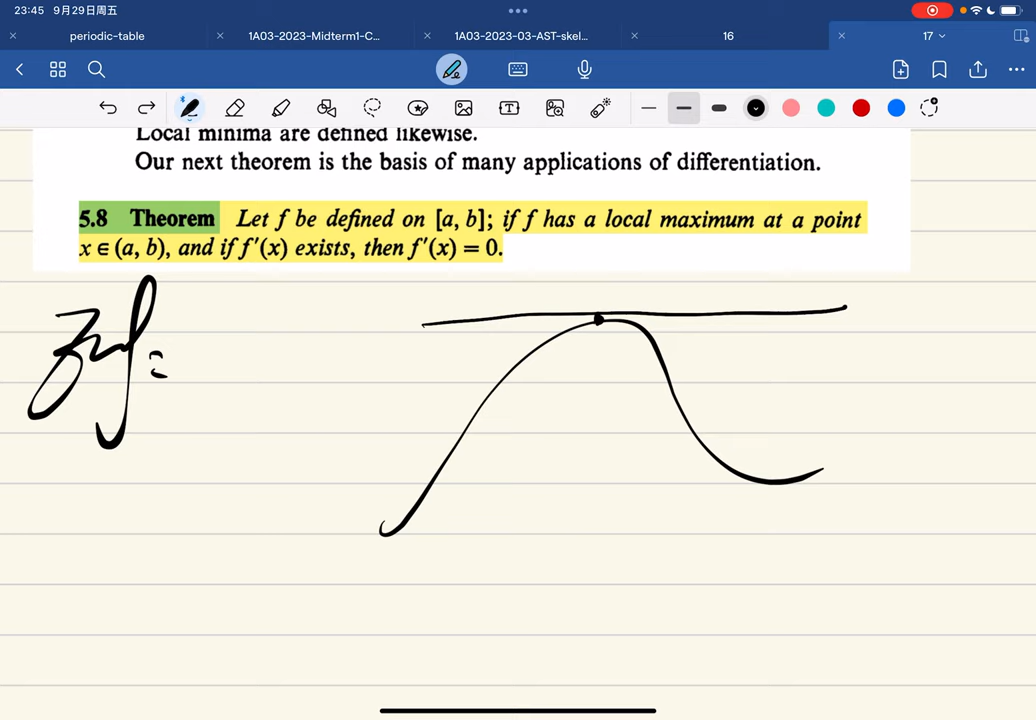 23:45 9月29日周五
periodic-table
1A03-2023-Midterm1-C...
1A03-2023-03-AST-skel...
16
17
Local minima are defined likewise.
Our next theorem is the basis of many applications of differentiation.
5.8 Theorem Let f be defined on [a, b]; if f has a local maximum at a point
x ∈ (a, b), and if f′(x) exists, then f′(x) = 0.